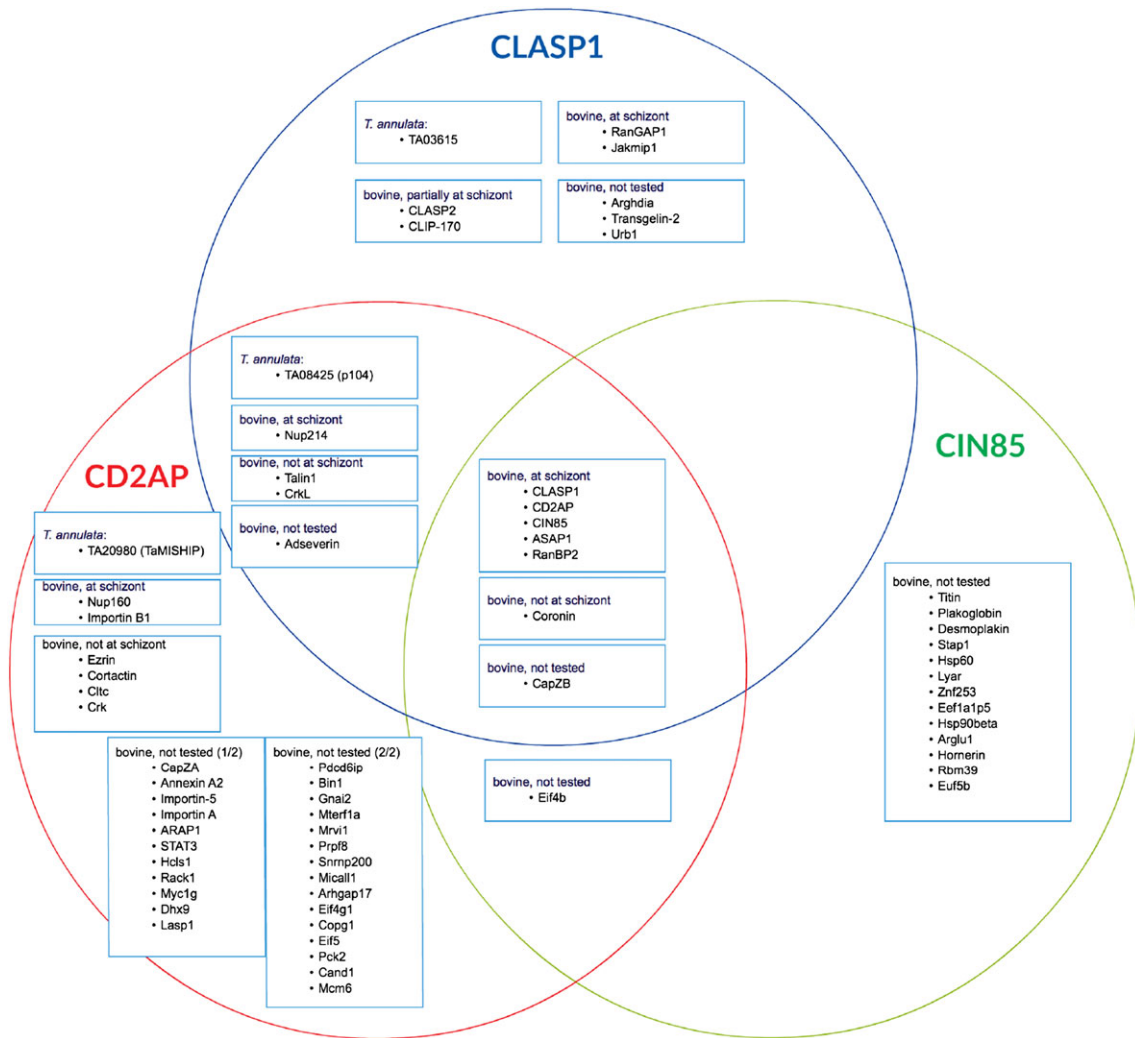 CLASP1
T. annulata:
• TA03615
bovine, at schizont
• RanGAP1
• Jakmip1
bovine, partially at schizont
• CLASP2
• CLIP-170
bovine, not tested
• Arghdia
• Transgelin-2
• Urb1
T. annulata:
• TA08425 (p104)
bovine, at schizont
• Nup214
bovine, not at schizont
• Talin1
• CrkL
bovine, not tested
• Adseverin
CD2AP
T. annulata:
• TA20980 (TaMISHIP)
bovine, at schizont
• Nup160
• Importin B1
bovine, not at schizont
• Ezrin
• Cortactin
• Cltc
• Crk
bovine, not tested (1/2)
• CapZA
• Annexin A2
• Importin-5
• Importin A
• ARAP1
• STAT3
• Hcls1
• Rack1
• Myc1g
• Dhx9
• Lasp1
bovine, not tested (2/2)
• Pdcd6ip
• Bin1
• Gnai2
• Mterf1a
• Mrvi1
• Prpf8
• Snrnp200
• Micall1
• Arhgap17
• Eif4g1
• Copg1
• Eif5
• Pck2
• Cand1
• Mcm6
bovine, at schizont
• CLASP1
• CD2AP
• CIN85
• ASAP1
• RanBP2
bovine, not at schizont
• Coronin
bovine, not tested
• CapZB
bovine, not tested
• Eif4b
CIN85
bovine, not tested
• Titin
• Plakoglobin
• Desmoplakin
• Stap1
• Hsp60
• Lyar
• Znf253
• Eef1a1p5
• Hsp90beta
• Arglu1
• Hornerin
• Rbm39
• Euf5b